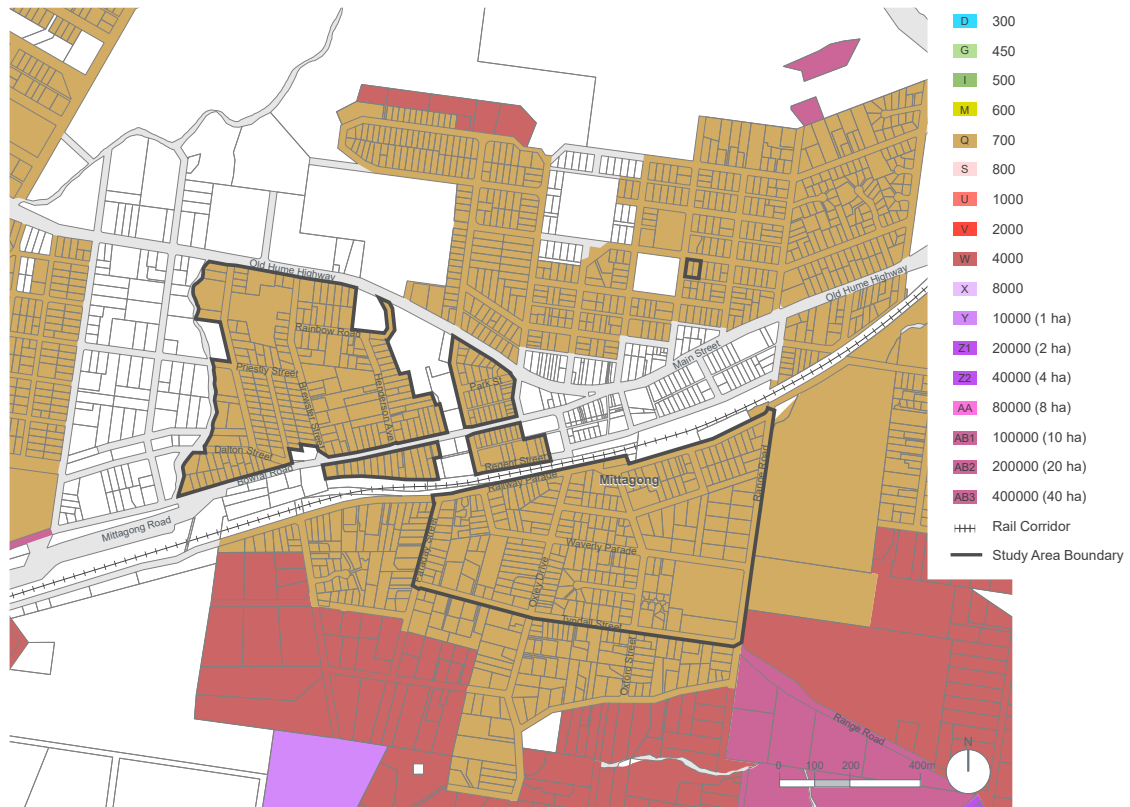 D 300
G 450
I 500
M 600
Q 700
S 800
U 1000
V 2000
W 4000
X 8000
Y 10000 (1 ha)
Z1 20000 (2 ha)
Z2 40000 (4 ha)
AA 80000 (8 ha)
AB1 100000 (10 ha)
AB2 200000 (20 ha)
AB3 400000 (40 ha)
Rail Corridor
Study Area Boundary
Old Hume Highway
Old Hume Highway
Rainbow Road
Main Street
Priestly Street
Park St
Brewster Street
Henderson Ave
Dalton Street
Bowral Road
Regent Street
Railway Parade
Mittagong
Range Road
Mittagong Road
Waverly Parade
Oxley Drive
Tyndall Street
Oxford Street
Range Road
N
0 100 200 400m